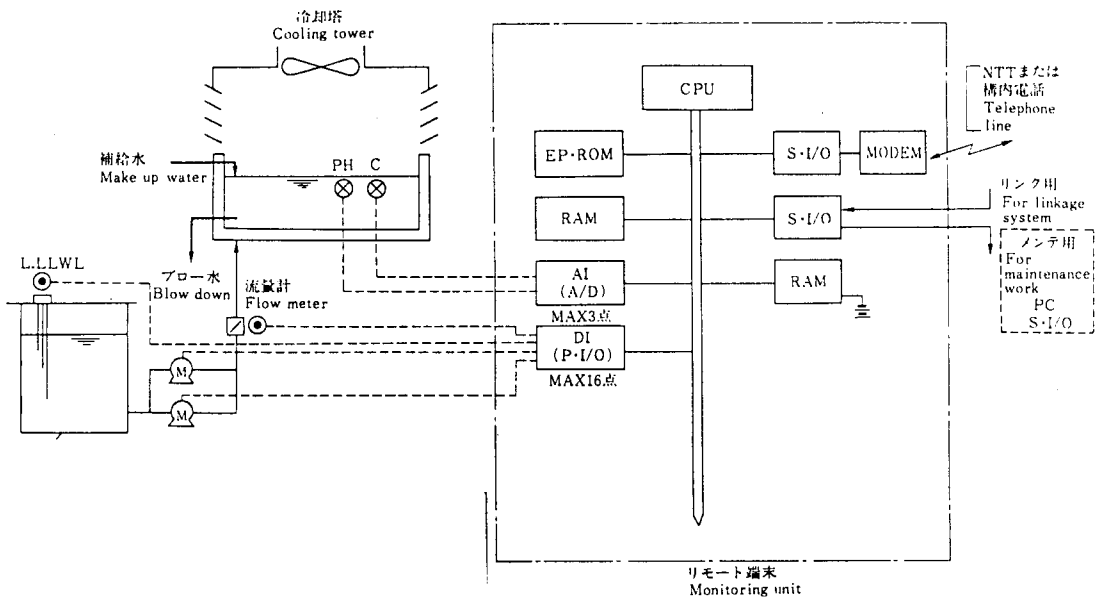 冷却塔
Cooling tower
補給水
Make up water
PH
C
ブロー水
Blow down
流量計
Flow meter
L.LLWL
M
M
CPU
EP·ROM
RAM
AI
(A/D)
MAX3点
DI
(P·I/O)
MAX16点
S·I/O
MODEM
S·I/O
RAM
NTTまたは
構内電話
Telephone
line
リンク用
For linkage
system
メンテ用
For
maintenance
work
PC
S·I/O
リモート端末
Monitoring unit